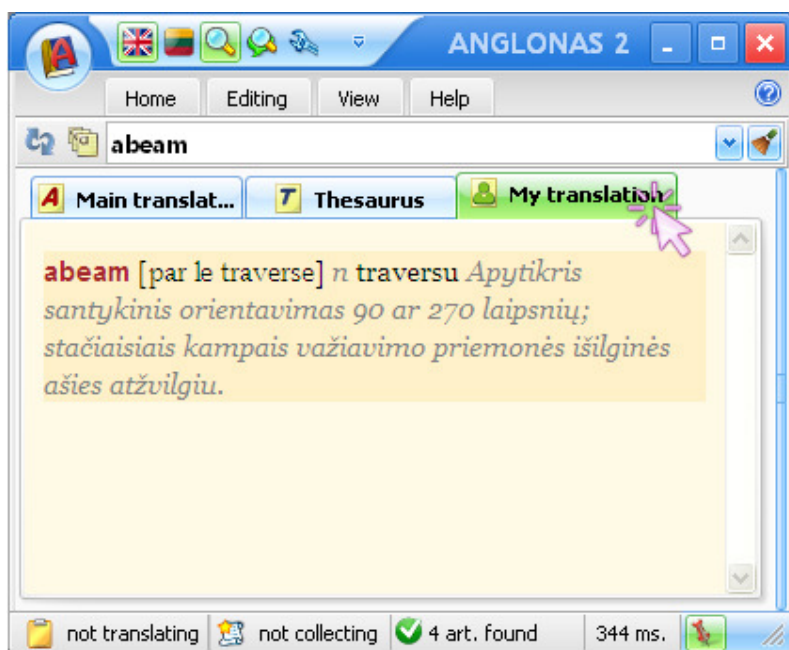 ANGLONAS 2
Home Editing View Help
abeam
Main translat... Thesaurus My translation
abeam [par le traverse] n traversu Apytikris
santykinis orientavimas 90 ar 270 laipsnių;
stačiaisiais kampais važiavimo priemonės išilginės
ašies atžvilgiu.
not translating not collecting 4 art. found 344 ms.